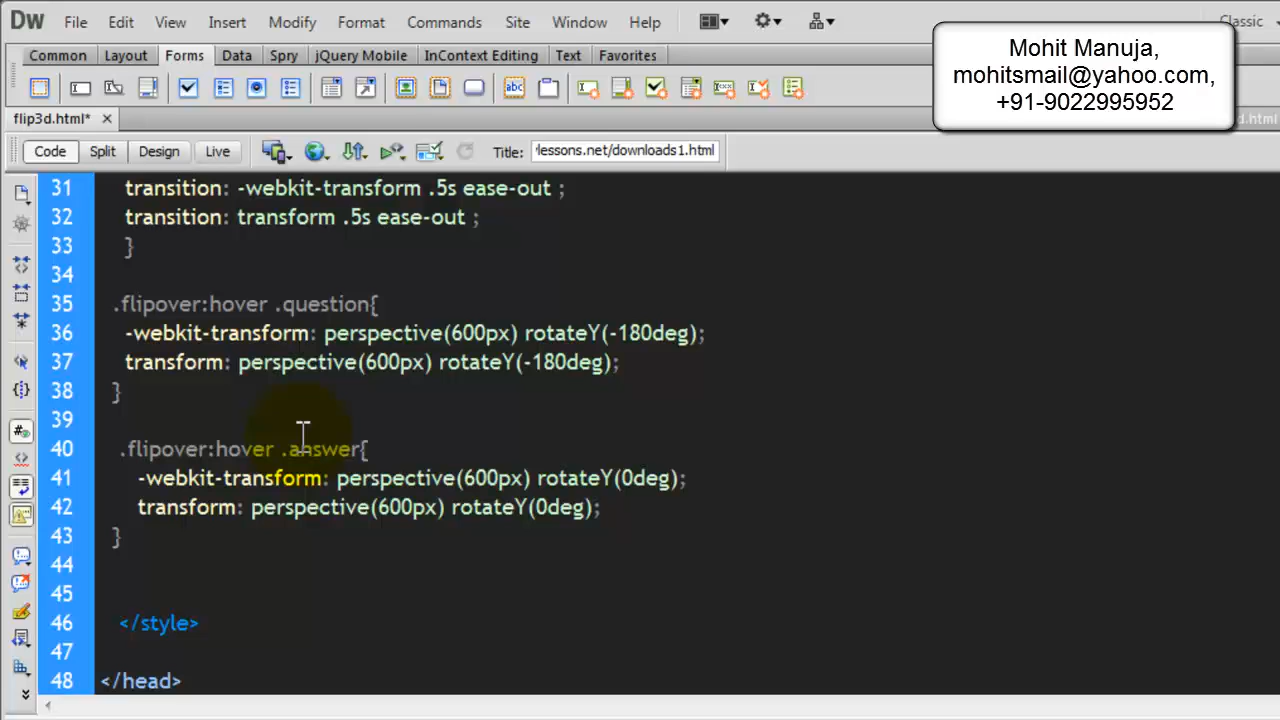 Dw File Edit View Insert Modify Format Commands Site Window Help Classic
Mohit Manuja,
mohitsmail@yahoo.com,
+91-9022995952
Common Layout Forms Data Spry jQuery Mobile InContext Editing Text Favorites
abc
flip3d.html* × d.html
Code Split Design Live Title: rlessons.net/downloads1.html
31 transition: -webkit-transform .5s ease-out ;
32 transition: transform .5s ease-out ;
33 }
34
35 .flipover:hover .question{
36 -webkit-transform: perspective(600px) rotateY(-180deg);
37 transform: perspective(600px) rotateY(-180deg);
38 }
39
40 .flipover:hover .answer{
41 -webkit-transform: perspective(600px) rotateY(0deg);
42 transform: perspective(600px) rotateY(0deg);
43 }
44
45
46 </style>
47
48 </head>